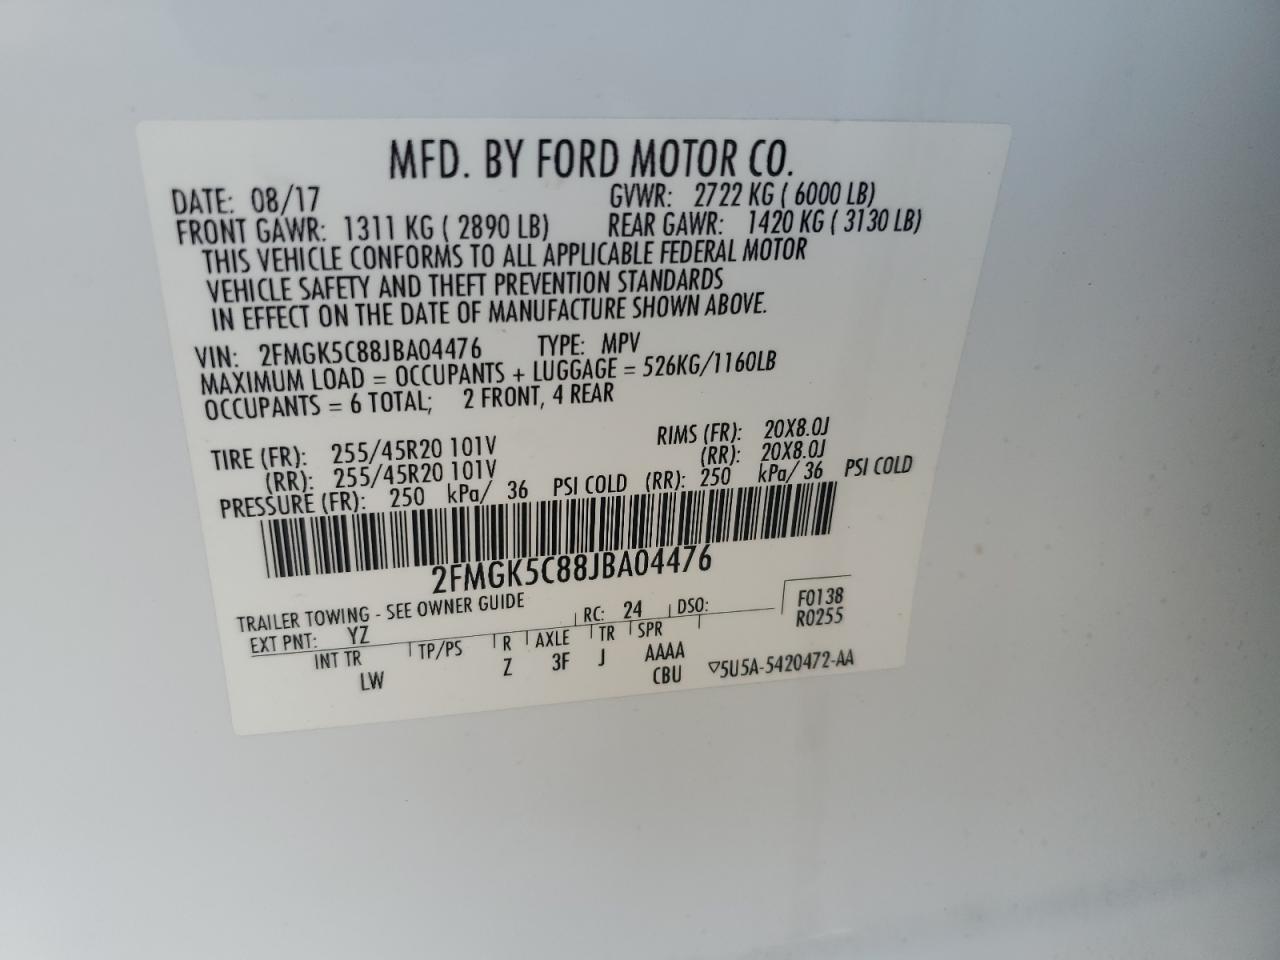 MFD. BY FORD MOTOR CO.
DATE: 08/17 GVWR: 2722 KG ( 6000 LB)
FRONT GAWR: 1311 KG ( 2890 LB) REAR GAWR: 1420 KG ( 3130 LB)
THIS VEHICLE CONFORMS TO ALL APPLICABLE FEDERAL MOTOR
VEHICLE SAFETY AND THEFT PREVENTION STANDARDS
IN EFFECT ON THE DATE OF MANUFACTURE SHOWN ABOVE.
VIN: 2FMGK5C88JBA04476 TYPE: MPV
MAXIMUM LOAD = OCCUPANTS + LUGGAGE = 526KG/1160LB
OCCUPANTS = 6 TOTAL; 2 FRONT, 4 REAR
TIRE (FR): 255/45R20 101V RIMS (FR): 20X8.0J
(RR): 255/45R20 101V (RR): 20X8.0J
PRESSURE (FR): 250 kPa/ 36 PSI COLD (RR): 250 kPa/ 36 PSI COLD
2FMGK5C88JBA04476
TRAILER TOWING - SEE OWNER GUIDE
EXT PNT: YZ RC: 24 DSO: F0138
R0255
INT TR TP/PS R AXLE TR SPR
LW Z 3F J AAAA
CBU ▽5U5A-5420472-AA